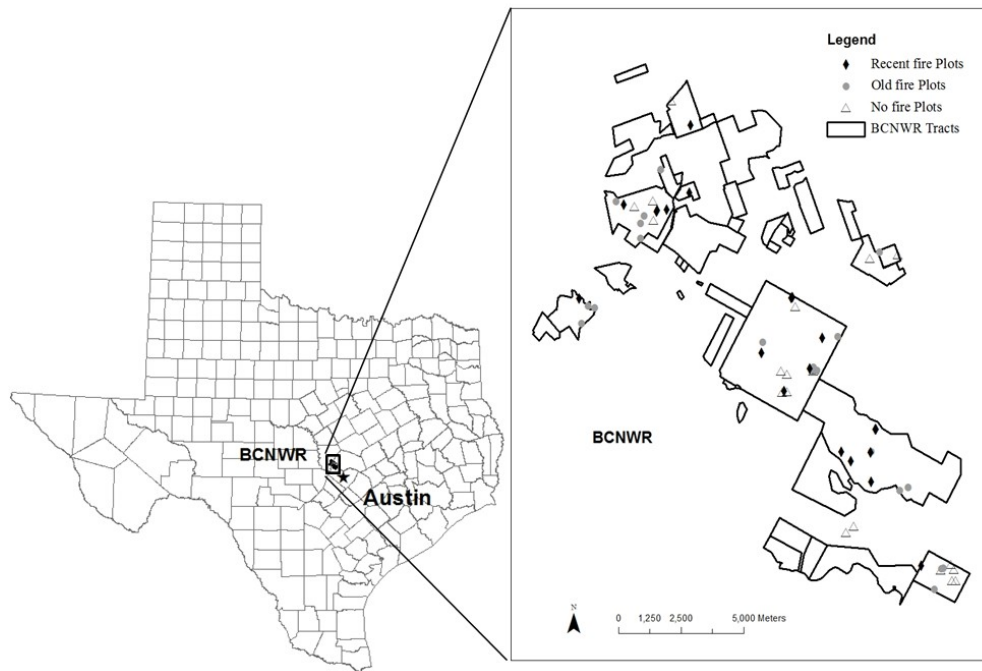 Legend
Recent fire Plots
Old fire Plots
No fire Plots
BCNWR Tracts
BCNWR
Austin
BCNWR
N
0 1,250 2,500 5,000 Meters